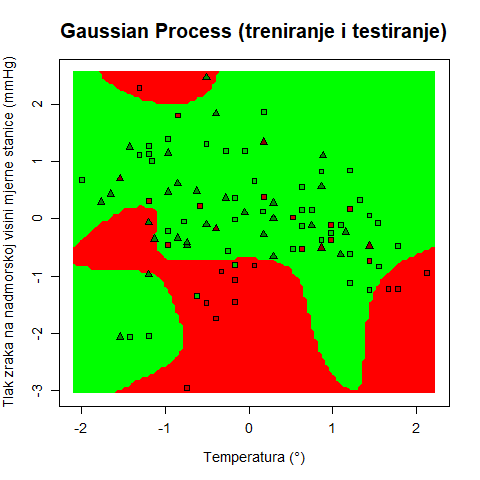 Gaussian Process (treniranje i testiranje)
Tlak zraka na nadmorskoj visini mjerne stanice (mmHg)
2
1
0
-1
-2
-3
-2 -1 0 1 2
Temperatura (°)